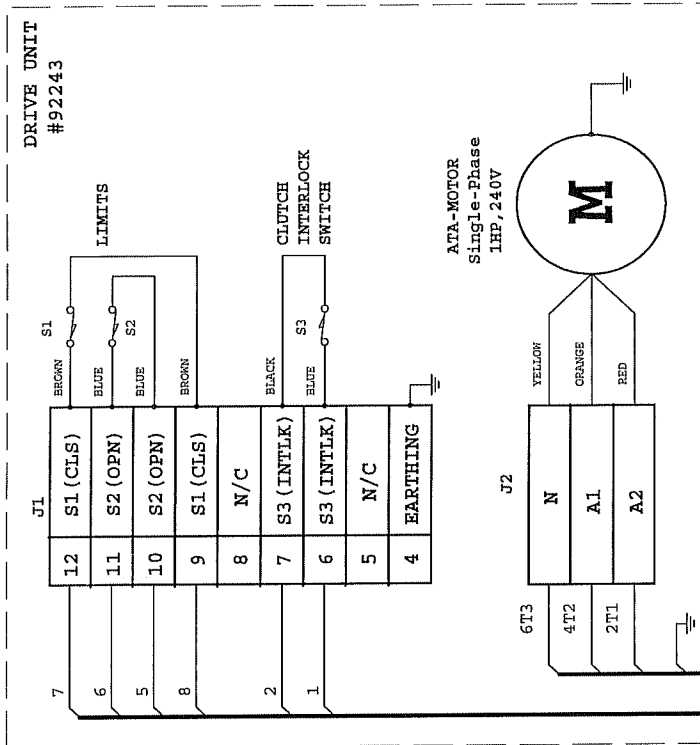 DRIVE UNIT
#92243
LIMITS
S1
S2
BROWN
BLUE
BLUE
BROWN
CLUTCH
INTERLOCK
SWITCH
S3
BLACK
BLUE
J1
12 S1(CLS)
11 S2(OPN)
10 S2(OPN)
9 S1(CLS)
8 N/C
7 S3(INTLK)
6 S3(INTLK)
5 N/C
4 EARTHING
7
6
5
8
2
1
ATA-MOTOR
Single-Phase
1HP,240V
M
YELLOW
ORANGE
RED
J2
N
A1
A2
6T3
4T2
2T1